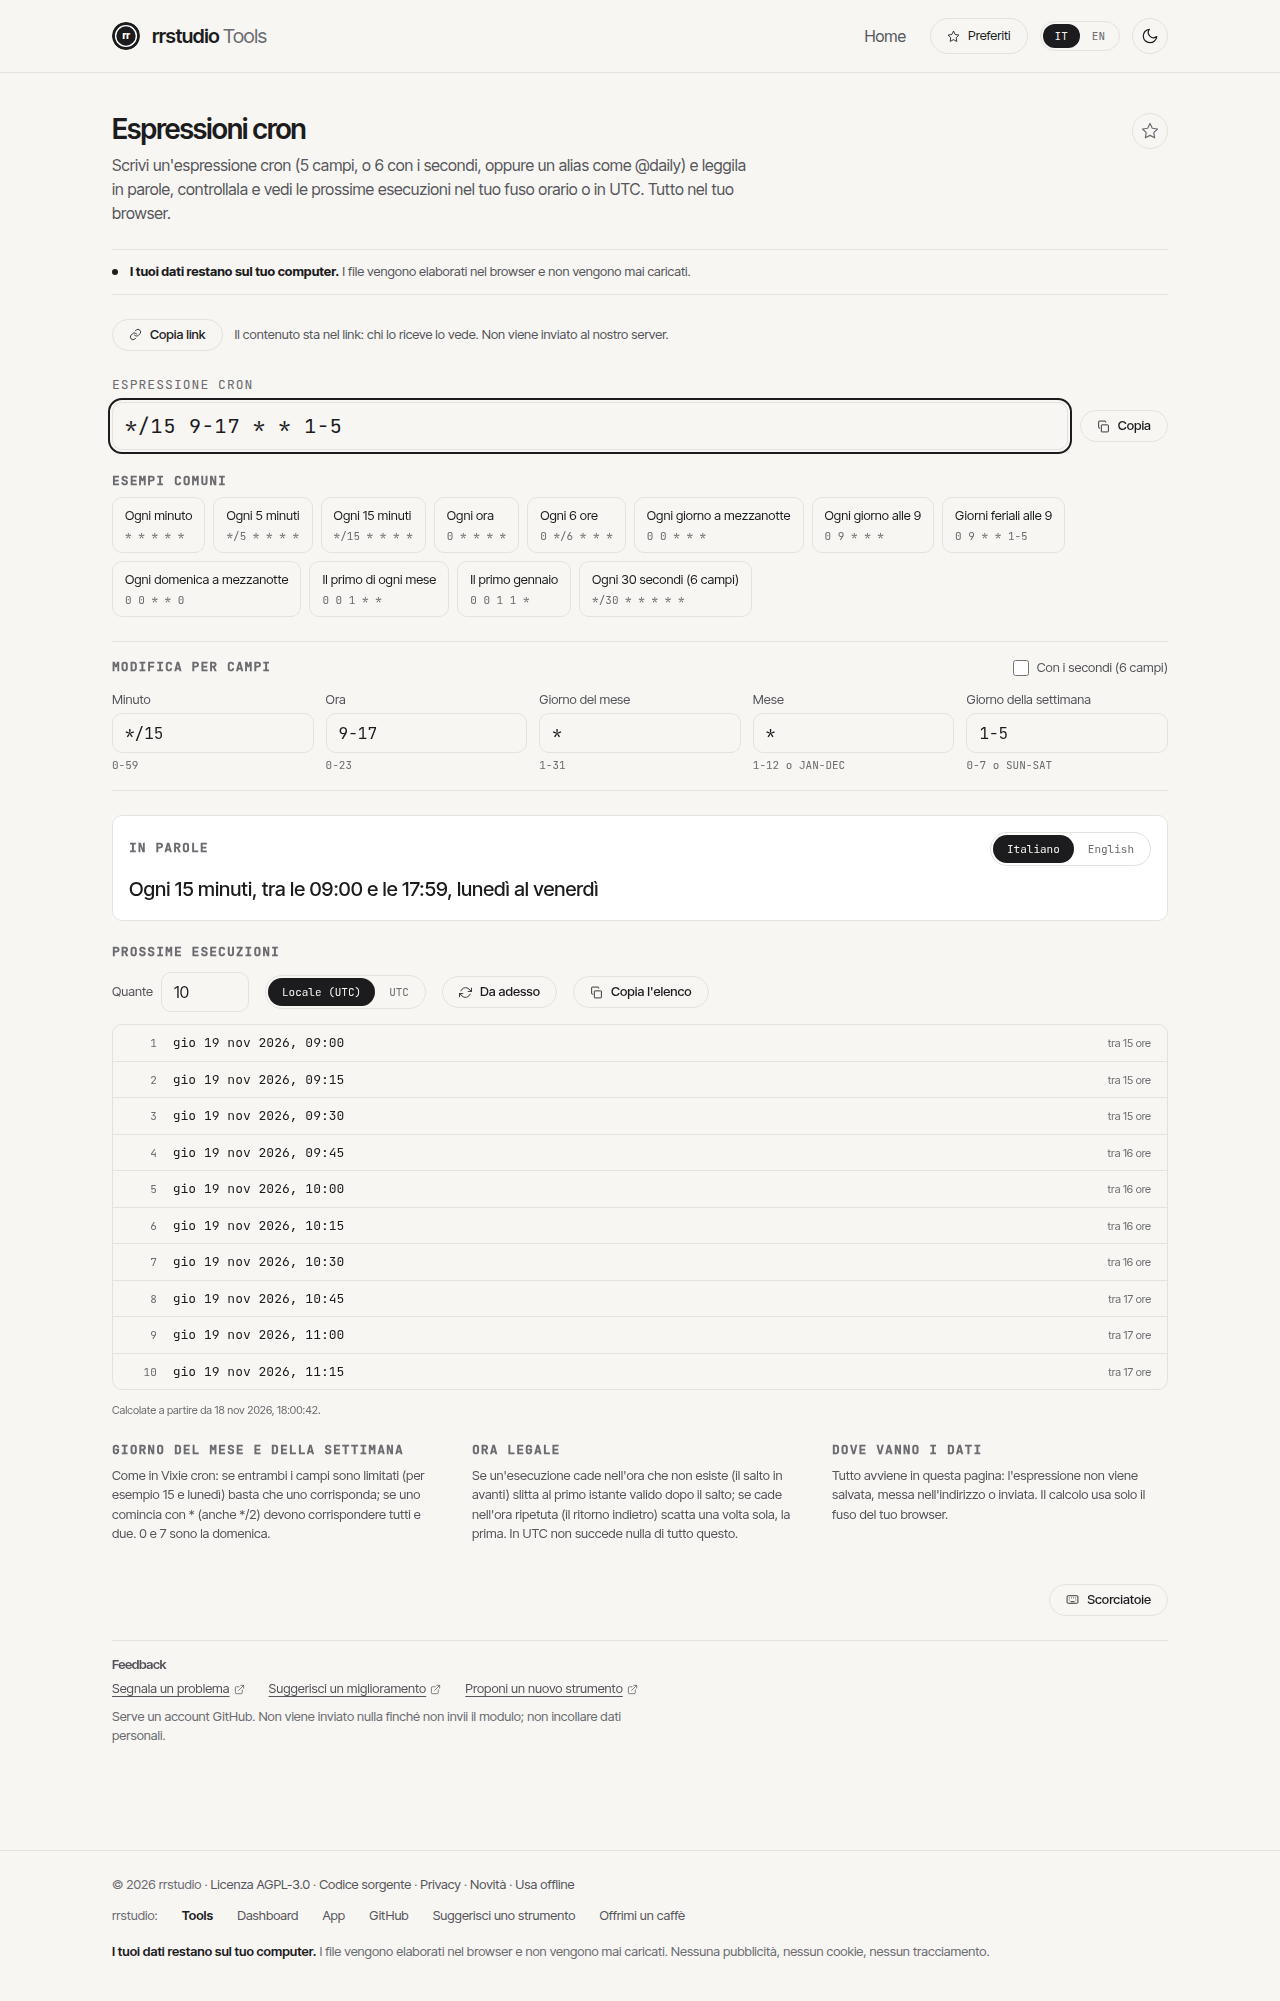 rr rrstudio Tools
Home
Preferiti
IT EN
Espressioni cron
Scrivi un'espressione cron (5 campi, o 6 con i secondi, oppure un alias come @daily) e leggila
in parole, controllala e vedi le prossime esecuzioni nel tuo fuso orario o in UTC. Tutto nel tuo
browser.
I tuoi dati restano sul tuo computer. I file vengono elaborati nel browser e non vengono mai caricati.
Copia link
Il contenuto sta nel link: chi lo riceve lo vede. Non viene inviato al nostro server.
ESPRESSIONE CRON
*/15 9-17 * * 1-5
Copia
ESEMPI COMUNI
Ogni minuto
* * * * *
Ogni 5 minuti
*/5 * * * *
Ogni 15 minuti
*/15 * * * *
Ogni ora
0 * * * *
Ogni 6 ore
0 */6 * * *
Ogni giorno a mezzanotte
0 0 * * *
Ogni giorno alle 9
0 9 * * *
Giorni feriali alle 9
0 9 * * 1-5
Ogni domenica a mezzanotte
0 0 * * 0
Il primo di ogni mese
0 0 1 * *
Il primo gennaio
0 0 1 1 *
Ogni 30 secondi (6 campi)
*/30 * * * * *
MODIFICA PER CAMPI
Con i secondi (6 campi)
Minuto
*/15
0-59
Ora
9-17
0-23
Giorno del mese
*
1-31
Mese
*
1-12 o JAN-DEC
Giorno della settimana
1-5
0-7 o SUN-SAT
IN PAROLE
Italiano English
Ogni 15 minuti, tra le 09:00 e le 17:59, lunedì al venerdì
PROSSIME ESECUZIONI
Quante 10
Locale (UTC) UTC
Da adesso
Copia l'elenco
1 gio 19 nov 2026, 09:00 tra 15 ore
2 gio 19 nov 2026, 09:15 tra 15 ore
3 gio 19 nov 2026, 09:30 tra 15 ore
4 gio 19 nov 2026, 09:45 tra 16 ore
5 gio 19 nov 2026, 10:00 tra 16 ore
6 gio 19 nov 2026, 10:15 tra 16 ore
7 gio 19 nov 2026, 10:30 tra 16 ore
8 gio 19 nov 2026, 10:45 tra 17 ore
9 gio 19 nov 2026, 11:00 tra 17 ore
10 gio 19 nov 2026, 11:15 tra 17 ore
Calcolate a partire da 18 nov 2026, 18:00:42.
GIORNO DEL MESE E DELLA SETTIMANA
Come in Vixie cron: se entrambi i campi sono limitati (per
esempio 15 e lunedì) basta che uno corrisponda; se uno
comincia con * (anche */2) devono corrispondere tutti e
due. 0 e 7 sono la domenica.
ORA LEGALE
Se un'esecuzione cade nell'ora che non esiste (il salto in
avanti) slitta al primo istante valido dopo il salto; se cade
nell'ora ripetuta (il ritorno indietro) scatta una volta sola, la
prima. In UTC non succede nulla di tutto questo.
DOVE VANNO I DATI
Tutto avviene in questa pagina: l'espressione non viene
salvata, messa nell'indirizzo o inviata. Il calcolo usa solo il
fuso del tuo browser.
Scorciatoie
Feedback
Segnala un problema
Suggerisci un miglioramento
Proponi un nuovo strumento
Serve un account GitHub. Non viene inviato nulla finché non invii il modulo; non incollare dati
personali.
© 2026 rrstudio · Licenza AGPL-3.0 · Codice sorgente · Privacy · Novità · Usa offline
rrstudio: Tools Dashboard App GitHub Suggerisci uno strumento Offrimi un caffè
I tuoi dati restano sul tuo computer. I file vengono elaborati nel browser e non vengono mai caricati. Nessuna pubblicità, nessun cookie, nessun tracciamento.